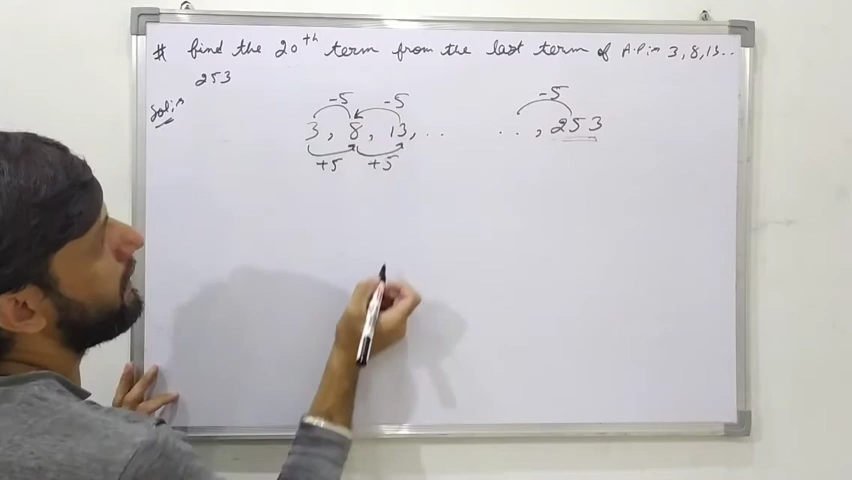 # find the 20th term from the last term of A.P:- 3, 8, 13...
253
Sol:-
-5 -5 -5
3, 8, 13, .. .., 253
+5 +5